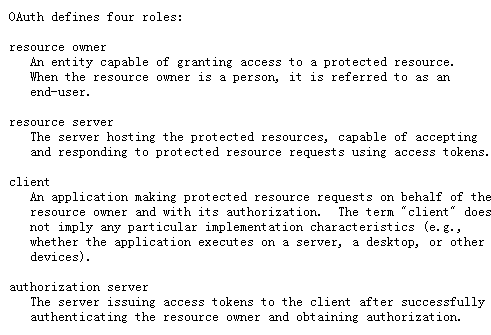 OAuth defines four roles:
resource owner
An entity capable of granting access to a protected resource.
When the resource owner is a person, it is referred to as an
end-user.
resource server
The server hosting the protected resources, capable of accepting
and responding to protected resource requests using access tokens.
client
An application making protected resource requests on behalf of the
resource owner and with its authorization.  The term "client" does
not imply any particular implementation characteristics (e.g.,
whether the application executes on a server, a desktop, or other
devices).
authorization server
The server issuing access tokens to the client after successfully
authenticating the resource owner and obtaining authorization.